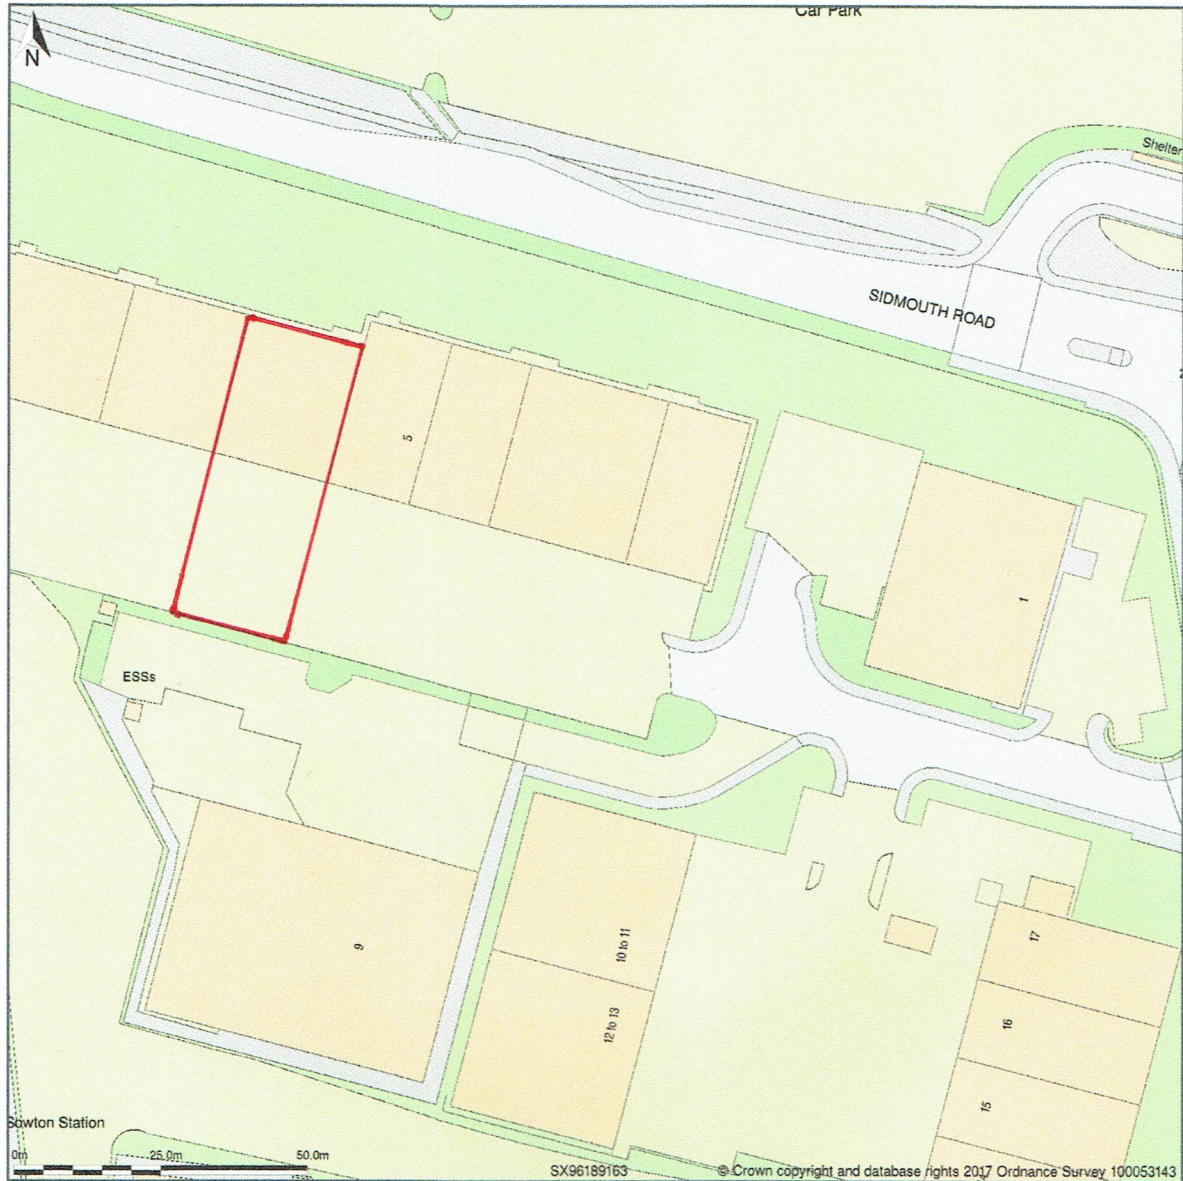 Car Park
N
Shelter
SIDMOUTH ROAD
5
1
ESSs
9
10 to 11
12 to 13
17
16
15
Sowton Station
0m 25.0m 50.0m
SX96189163
© Crown copyright and database rights 2017 Ordnance Survey 100053143